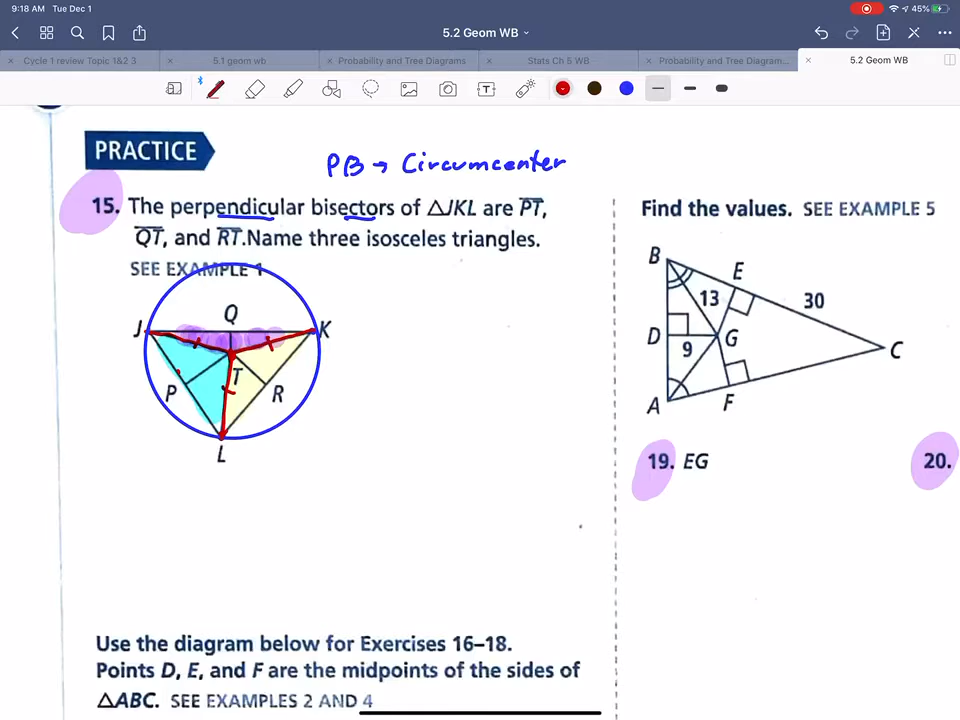 9:18 AM Tue Dec 1
45%
5.2 Geom WB
Cycle 1 review Topic 1&2 3
5.1 geom wb
Probability and Tree Diagrams
Stats Ch 5 WB
Probability and Tree Diagram...
5.2 Geom WB
PRACTICE
PB → Circumcenter
15. The perpendicular bisectors of △JKL are PT,
QT, and RT.Name three isosceles triangles.
SEE EXAMPLE 1
J
Q
K
T
P
R
L
Use the diagram below for Exercises 16–18.
Points D, E, and F are the midpoints of the sides of
△ABC. SEE EXAMPLES 2 AND 4
Find the values. SEE EXAMPLE 5
B
E
13
30
D
G
C
9
A
F
19. EG
20.